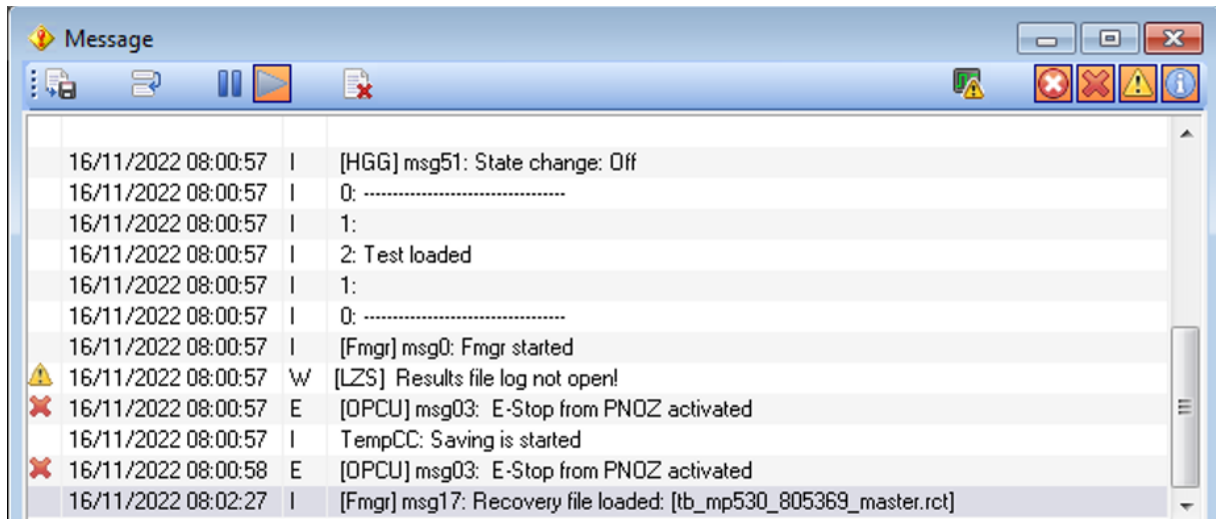 Message
16/11/2022 08:00:57 I [HGG] msg51: State change: Off
16/11/2022 08:00:57 I 0: -----------------------------------
16/11/2022 08:00:57 I 1:
16/11/2022 08:00:57 I 2: Test loaded
16/11/2022 08:00:57 I 1:
16/11/2022 08:00:57 I 0: -----------------------------------
16/11/2022 08:00:57 I [Fmgr] msg0: Fmgr started
16/11/2022 08:00:57 W [LZS] Results file log not open!
16/11/2022 08:00:57 E [OPCU] msg03: E-Stop from PNOZ activated
16/11/2022 08:00:57 I TempCC: Saving is started
16/11/2022 08:00:58 E [OPCU] msg03: E-Stop from PNOZ activated
16/11/2022 08:02:27 I [Fmgr] msg17: Recovery file loaded: [tb_mp530_805369_master.rct]